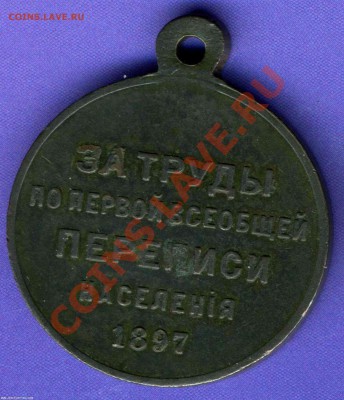 COINS.LAVE.RU
ЗА ТРУДЫ
ПО ПЕРВОЙ ВСЕОБЩЕЙ
ПЕРЕПИСИ
НАСЕЛЕНІЯ
1897
COINS.LAVE.RU